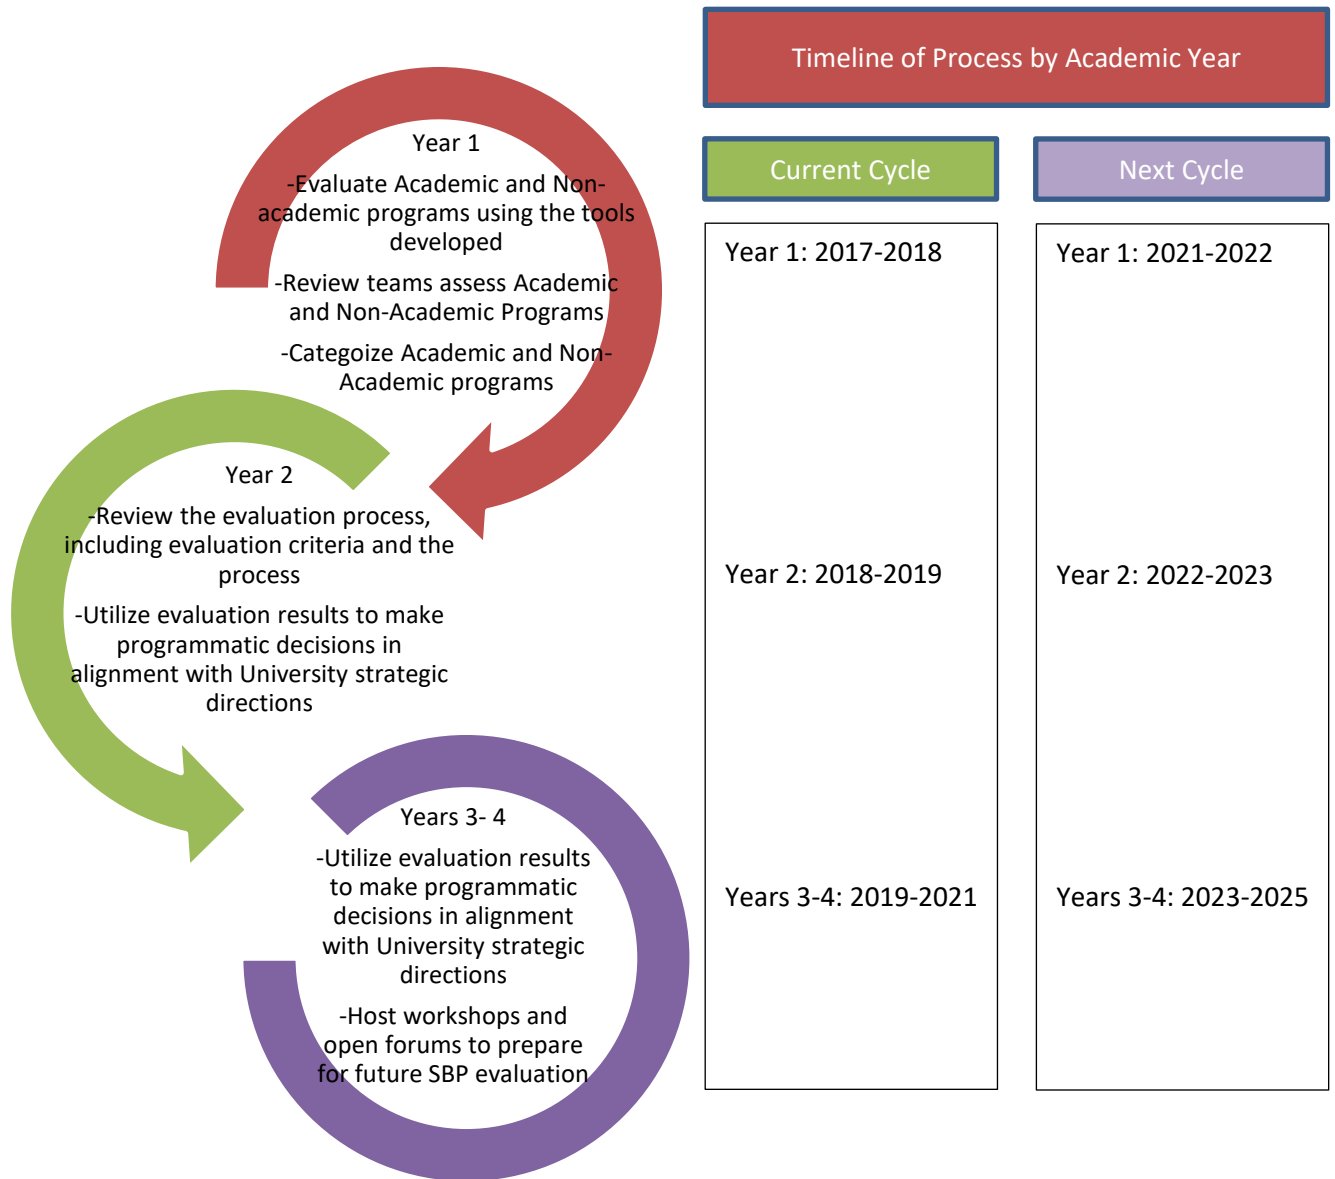 Timeline of Process by Academic Year
Year 1
-Evaluate Academic and Non-
academic programs using the tools
developed
-Review teams assess Academic
and Non-Academic Programs
-Categoize Academic and Non-
Academic programs
Year 2
-Review the evaluation process,
including evaluation criteria and the
process
-Utilize evaluation results to make
programmatic decisions in
alignment with University strategic
directions
Years 3- 4
-Utilize evaluation results
to make programmatic
decisions in alignment
with University strategic
directions
-Host workshops and
open forums to prepare
for future SBP evaluation
Current Cycle
Year 1: 2017-2018
Year 2: 2018-2019
Years 3-4: 2019-2021
Next Cycle
Year 1: 2021-2022
Year 2: 2022-2023
Years 3-4: 2023-2025